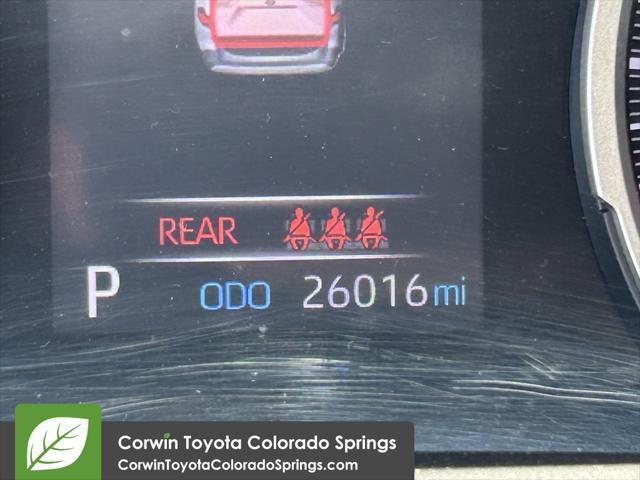 REAR
P ODO 26016 mi
Corwin Toyota Colorado Springs
CorwinToyotaColoradoSprings.com